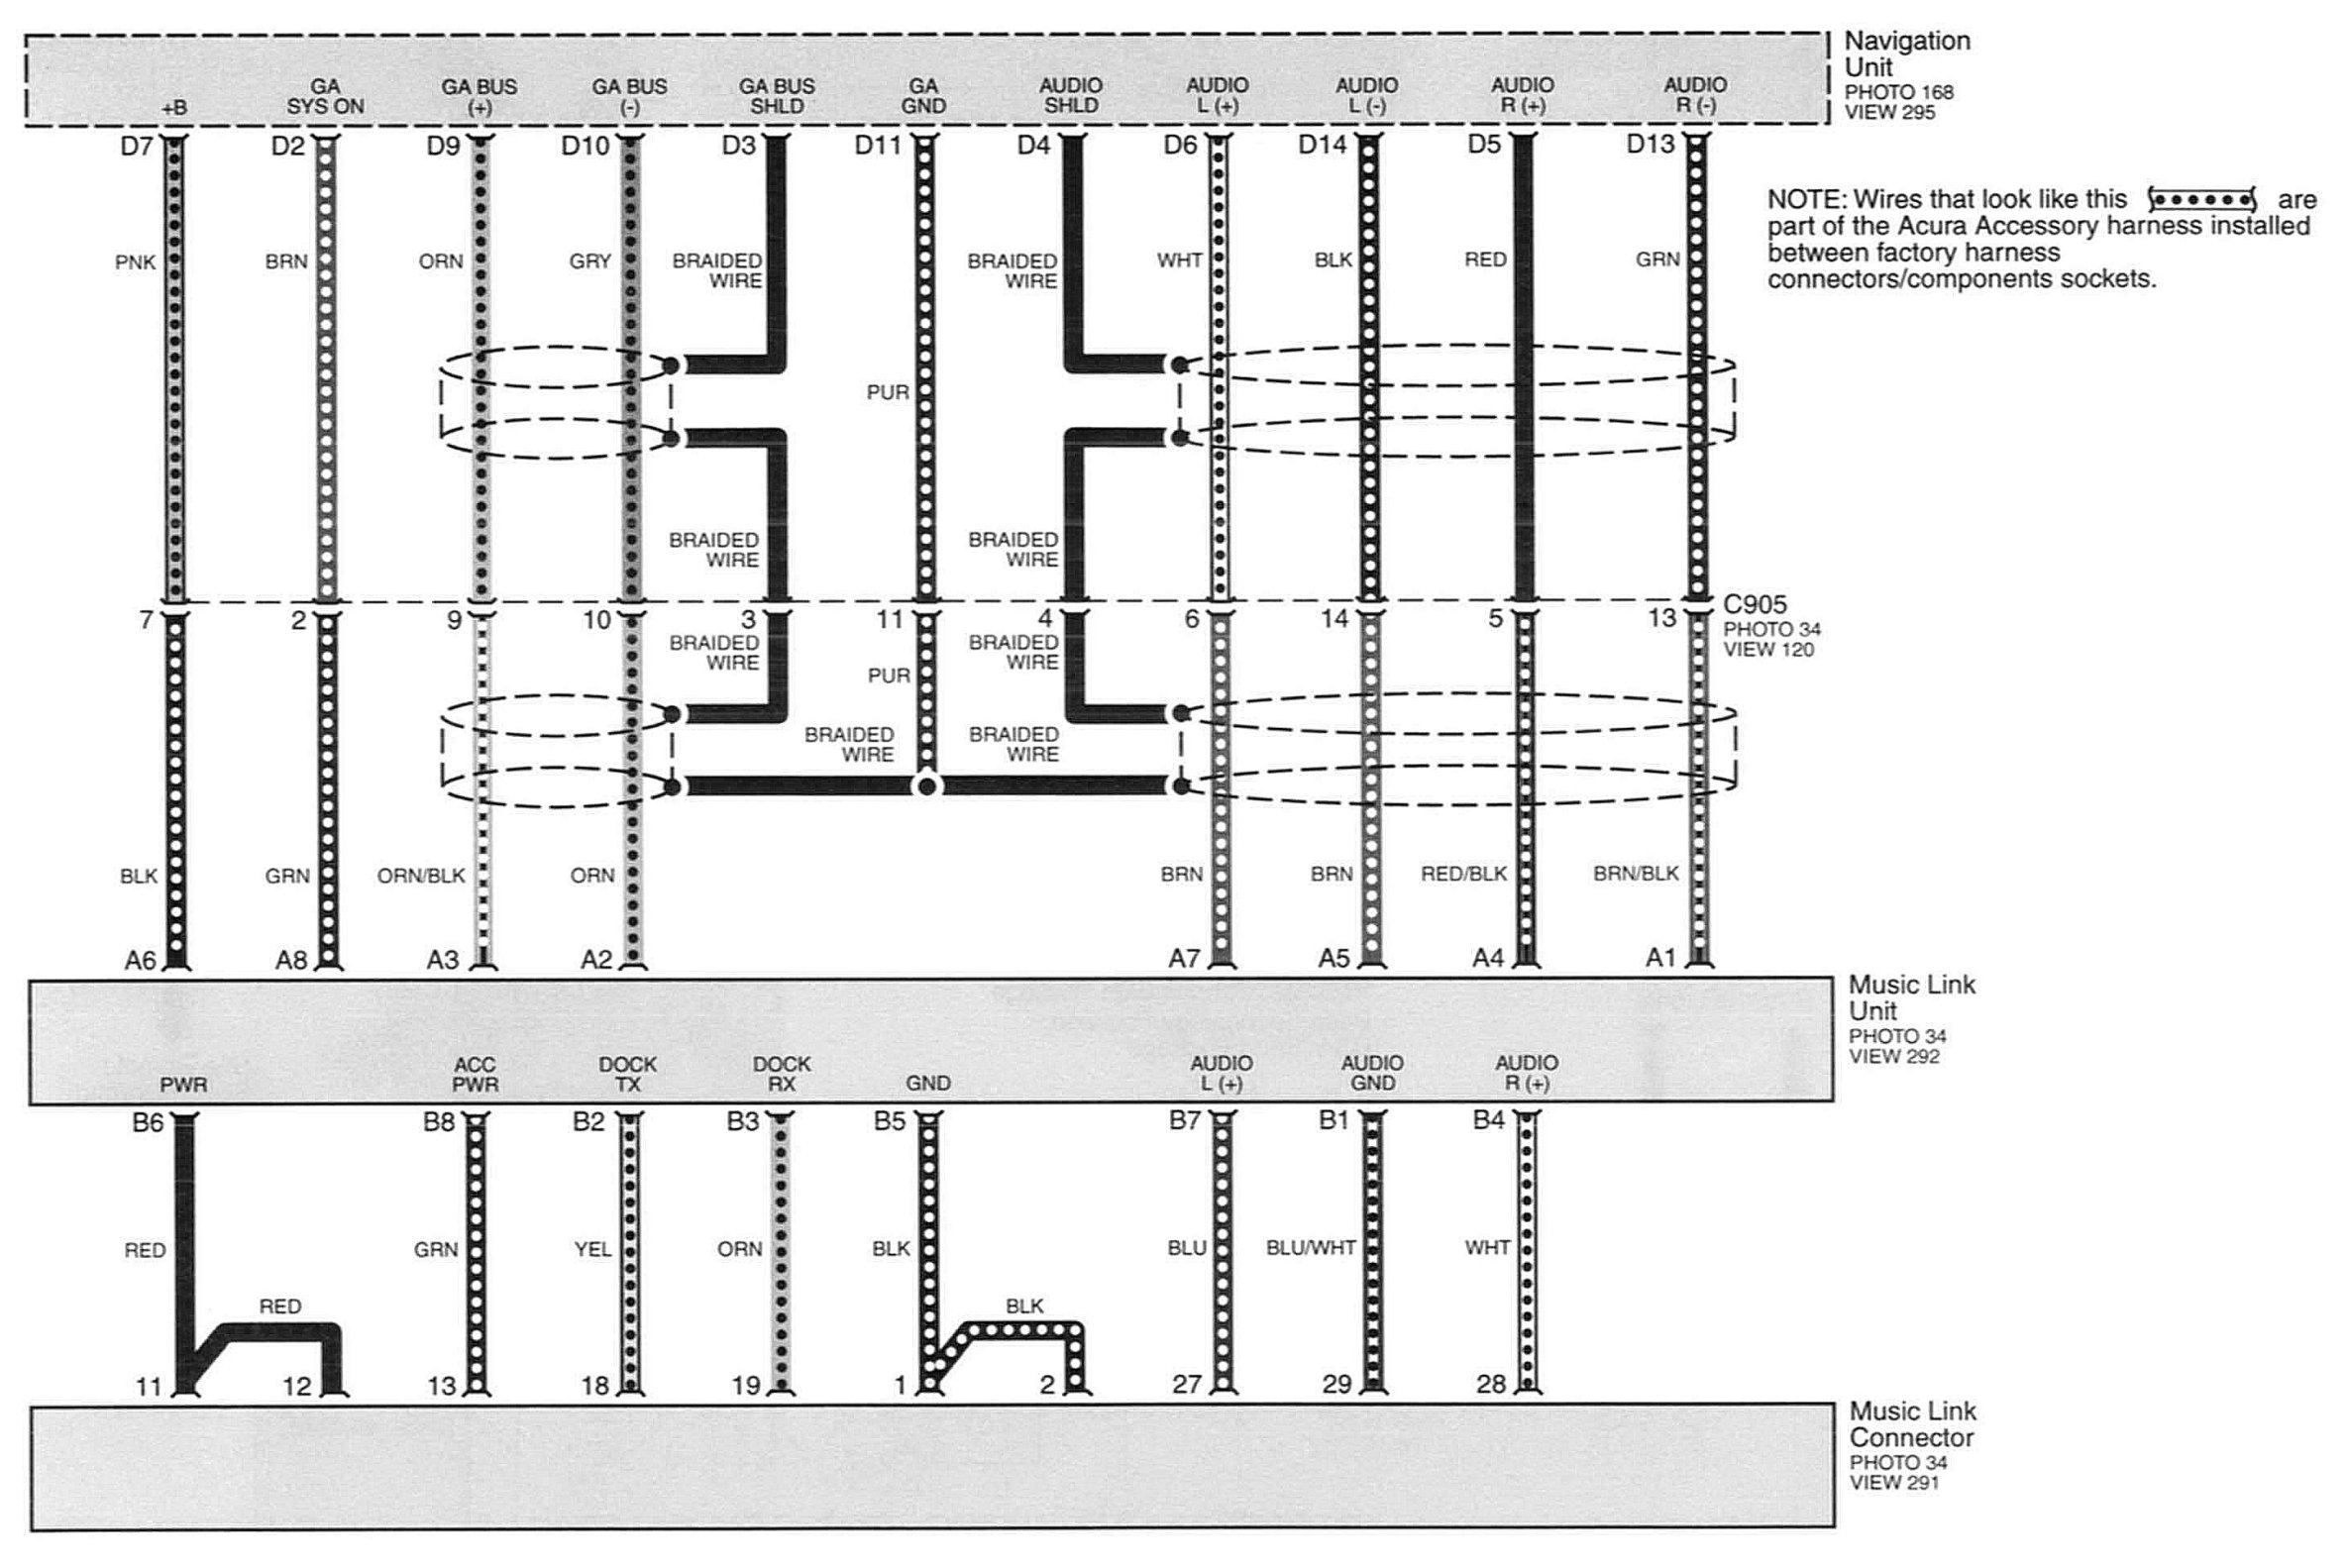 Navigation
Unit
PHOTO 168
VIEW 295
+B
GA
SYS ON
GA BUS
(+)
GA BUS
(-)
GA BUS
SHLD
GA
GND
AUDIO
SHLD
AUDIO
L (+)
AUDIO
L (-)
AUDIO
R (+)
AUDIO
R (-)
D7 D2 D9 D10 D3 D11 D4 D6 D14 D5 D13
NOTE: Wires that look like this are
part of the Acura Accessory harness installed
between factory harness
connectors/components sockets.
PNK BRN ORN GRY
BRAIDED
WIRE
BRAIDED
WIRE
WHT BLK RED GRN
PUR
BRAIDED
WIRE
BRAIDED
WIRE
7 2 9 10 3 11 4 6 14 5 13
C905
PHOTO 34
VIEW 120
BRAIDED
WIRE
PUR
BRAIDED
WIRE
BRAIDED
WIRE
BRAIDED
WIRE
BLK GRN ORN/BLK ORN BRN BRN RED/BLK BRN/BLK
A6 A8 A3 A2 A7 A5 A4 A1
Music Link
Unit
PHOTO 34
VIEW 292
PWR
ACC
PWR
DOCK
TX
DOCK
RX
GND
AUDIO
L (+)
AUDIO
GND
AUDIO
R (+)
B6 B8 B2 B3 B5 B7 B1 B4
RED GRN YEL ORN BLK BLU BLU/WHT WHT
RED BLK
11 12 13 18 19 1 2 27 29 28
Music Link
Connector
PHOTO 34
VIEW 291